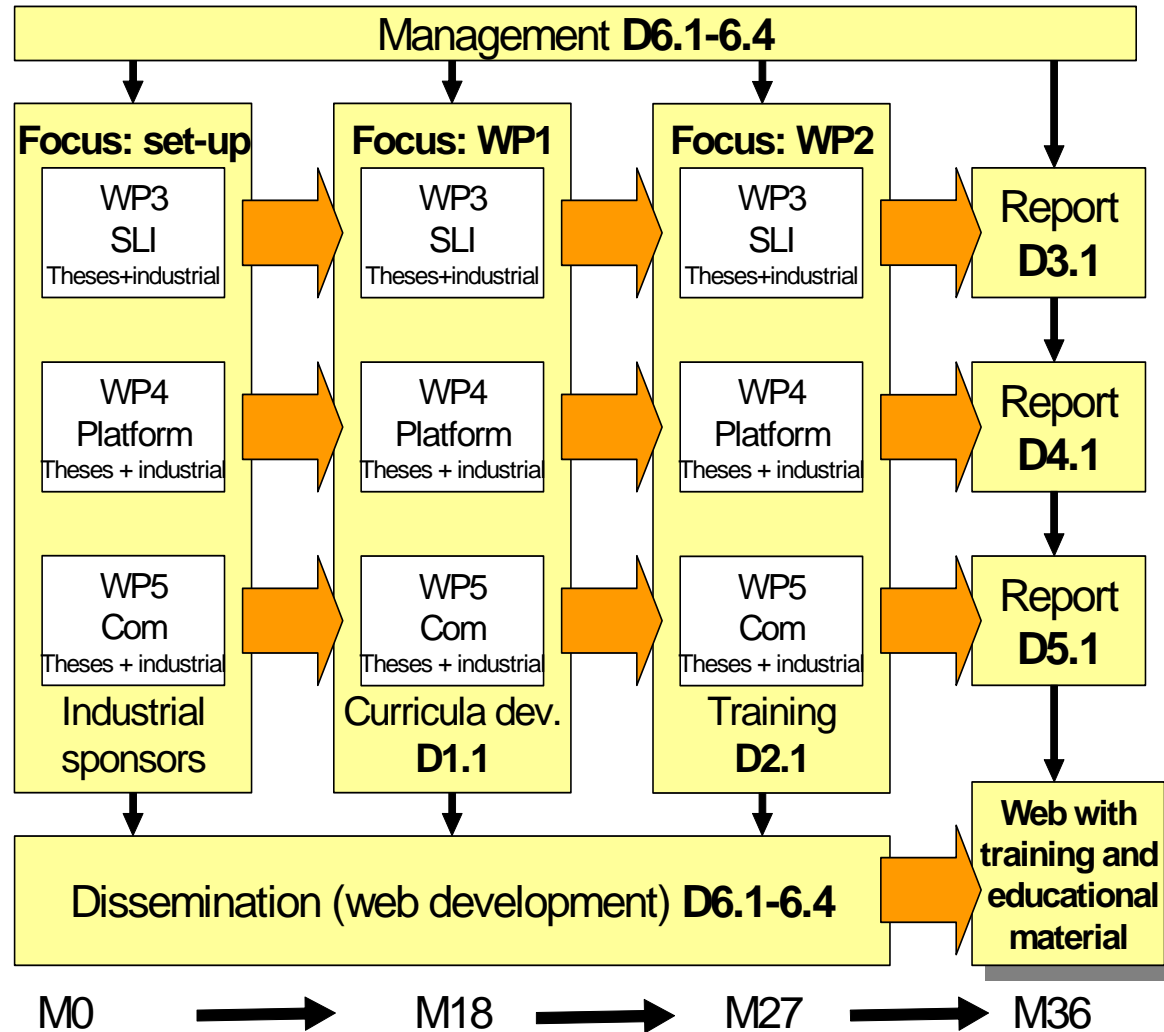 Management D6.1-6.4
Focus: set-up
WP3
SLI
Theses+industrial
WP4
Platform
Theses + industrial
WP5
Com
Theses + industrial
Industrial
sponsors
Focus: WP1
WP3
SLI
Theses+industrial
WP4
Platform
Theses + industrial
WP5
Com
Theses + industrial
Curricula dev.
D1.1
Focus: WP2
WP3
SLI
Theses+industrial
WP4
Platform
Theses + industrial
WP5
Com
Theses + industrial
Training
D2.1
Report
D3.1
Report
D4.1
Report
D5.1
Web with
training and
educational
material
Dissemination (web development) D6.1-6.4
M0 M18 M27 M36